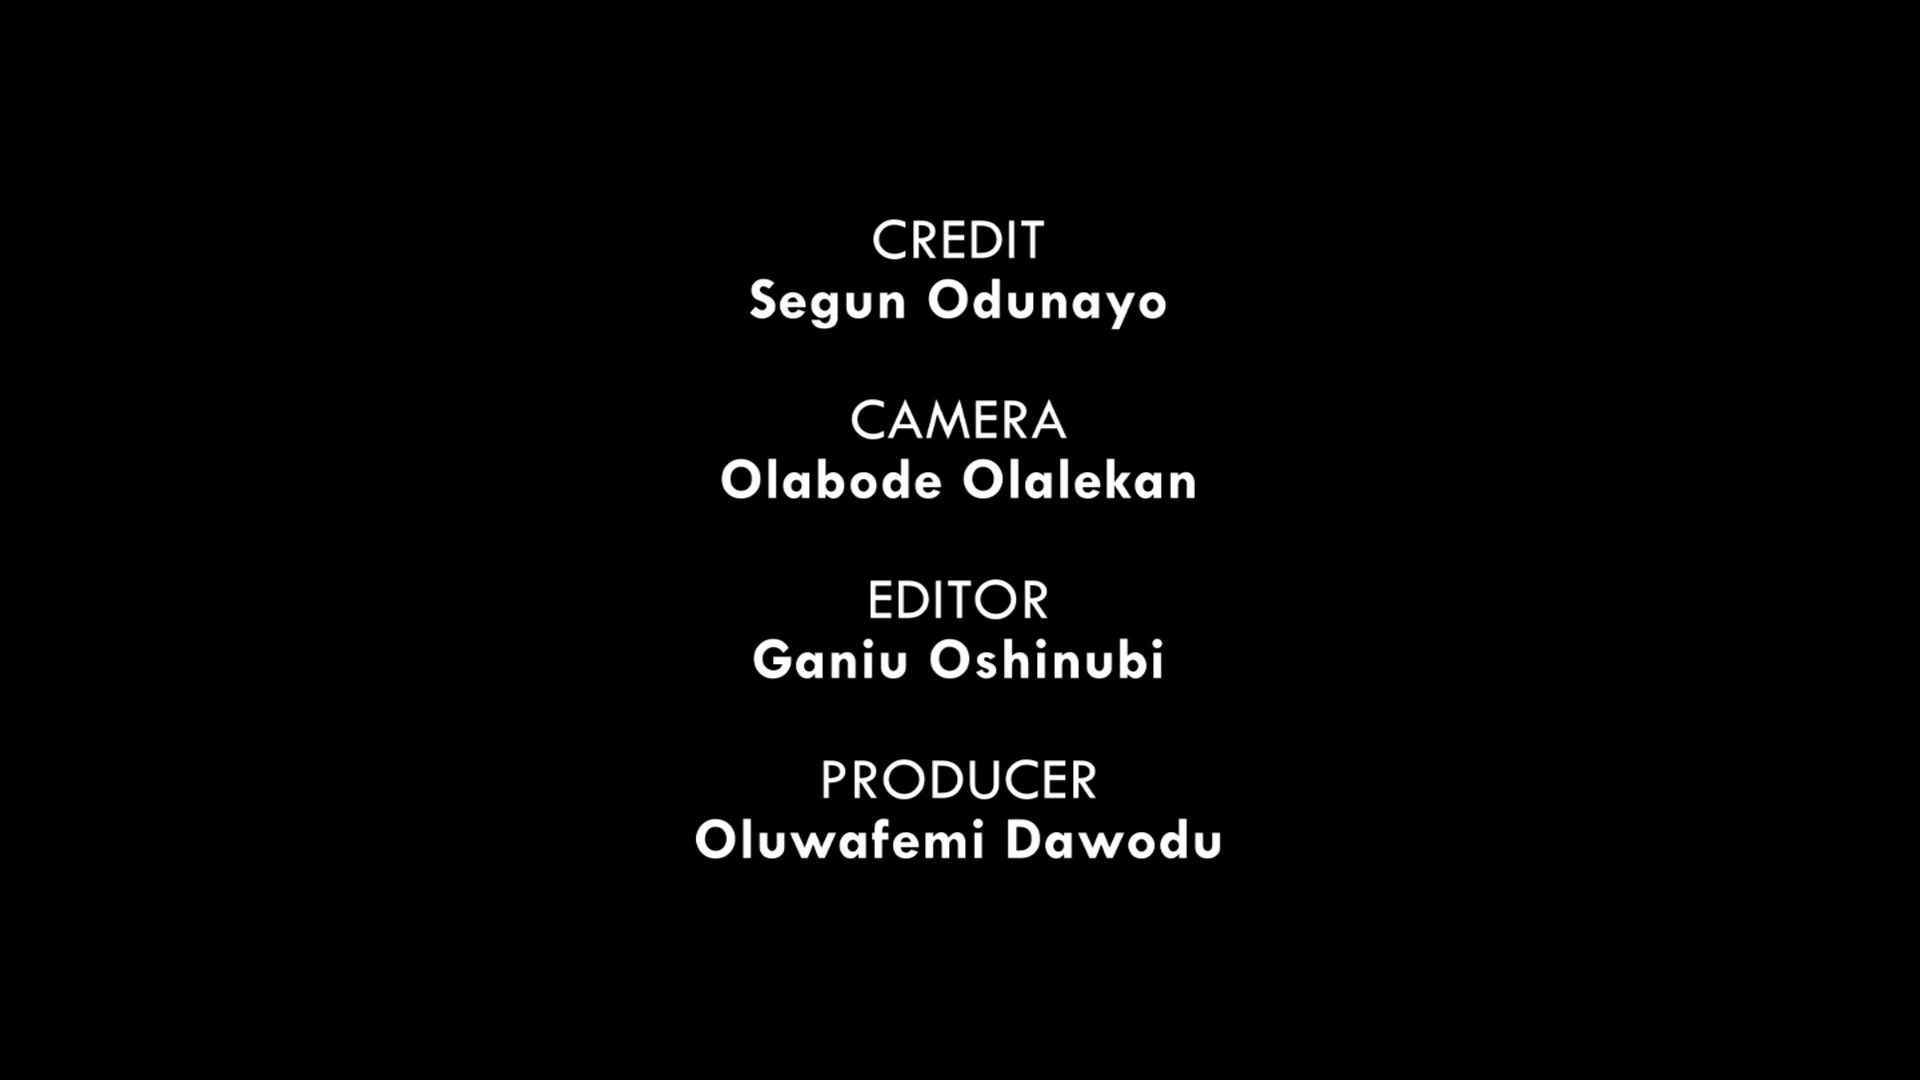 CREDIT
Segun Odunayo
CAMERA
Olabode Olalekan
EDITOR
Ganiu Oshinubi
PRODUCER
Oluwafemi Dawodu